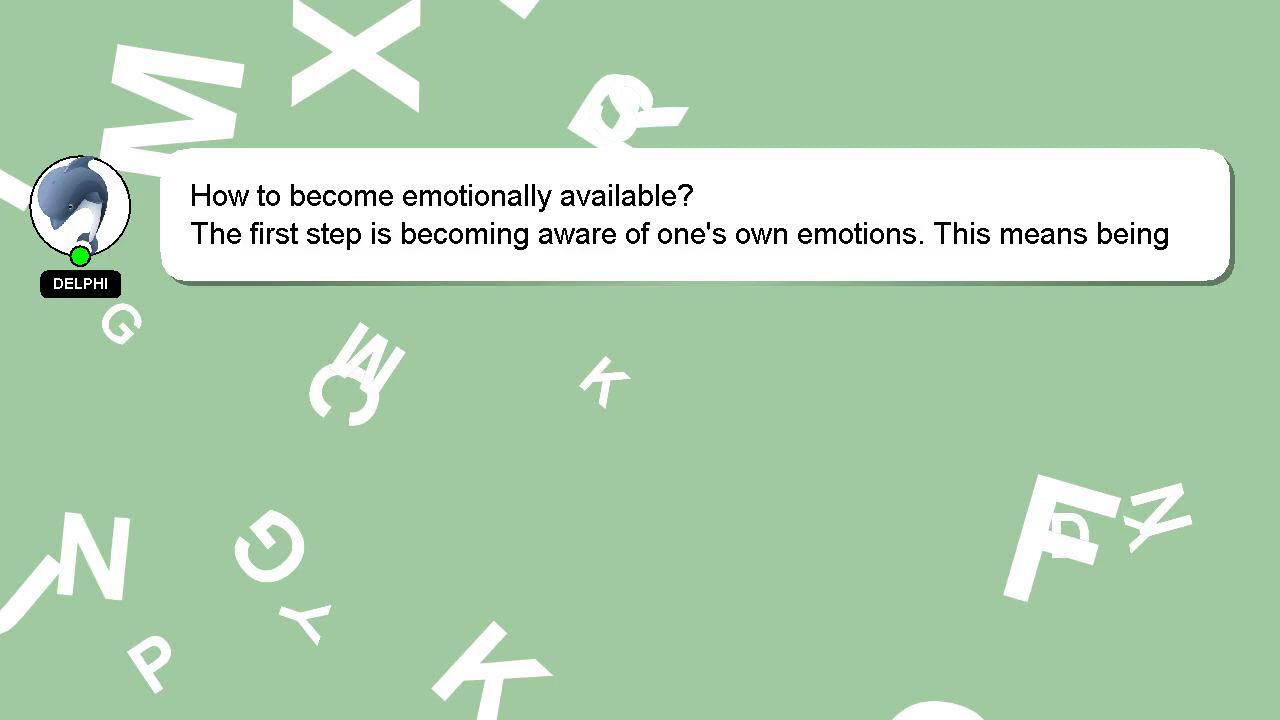 M
X
R
How to become emotionally available?
The first step is becoming aware of one's own emotions. This means being
DELPHI
G
M
C
K
F
D
Z
Y
N
G
Y
P
K